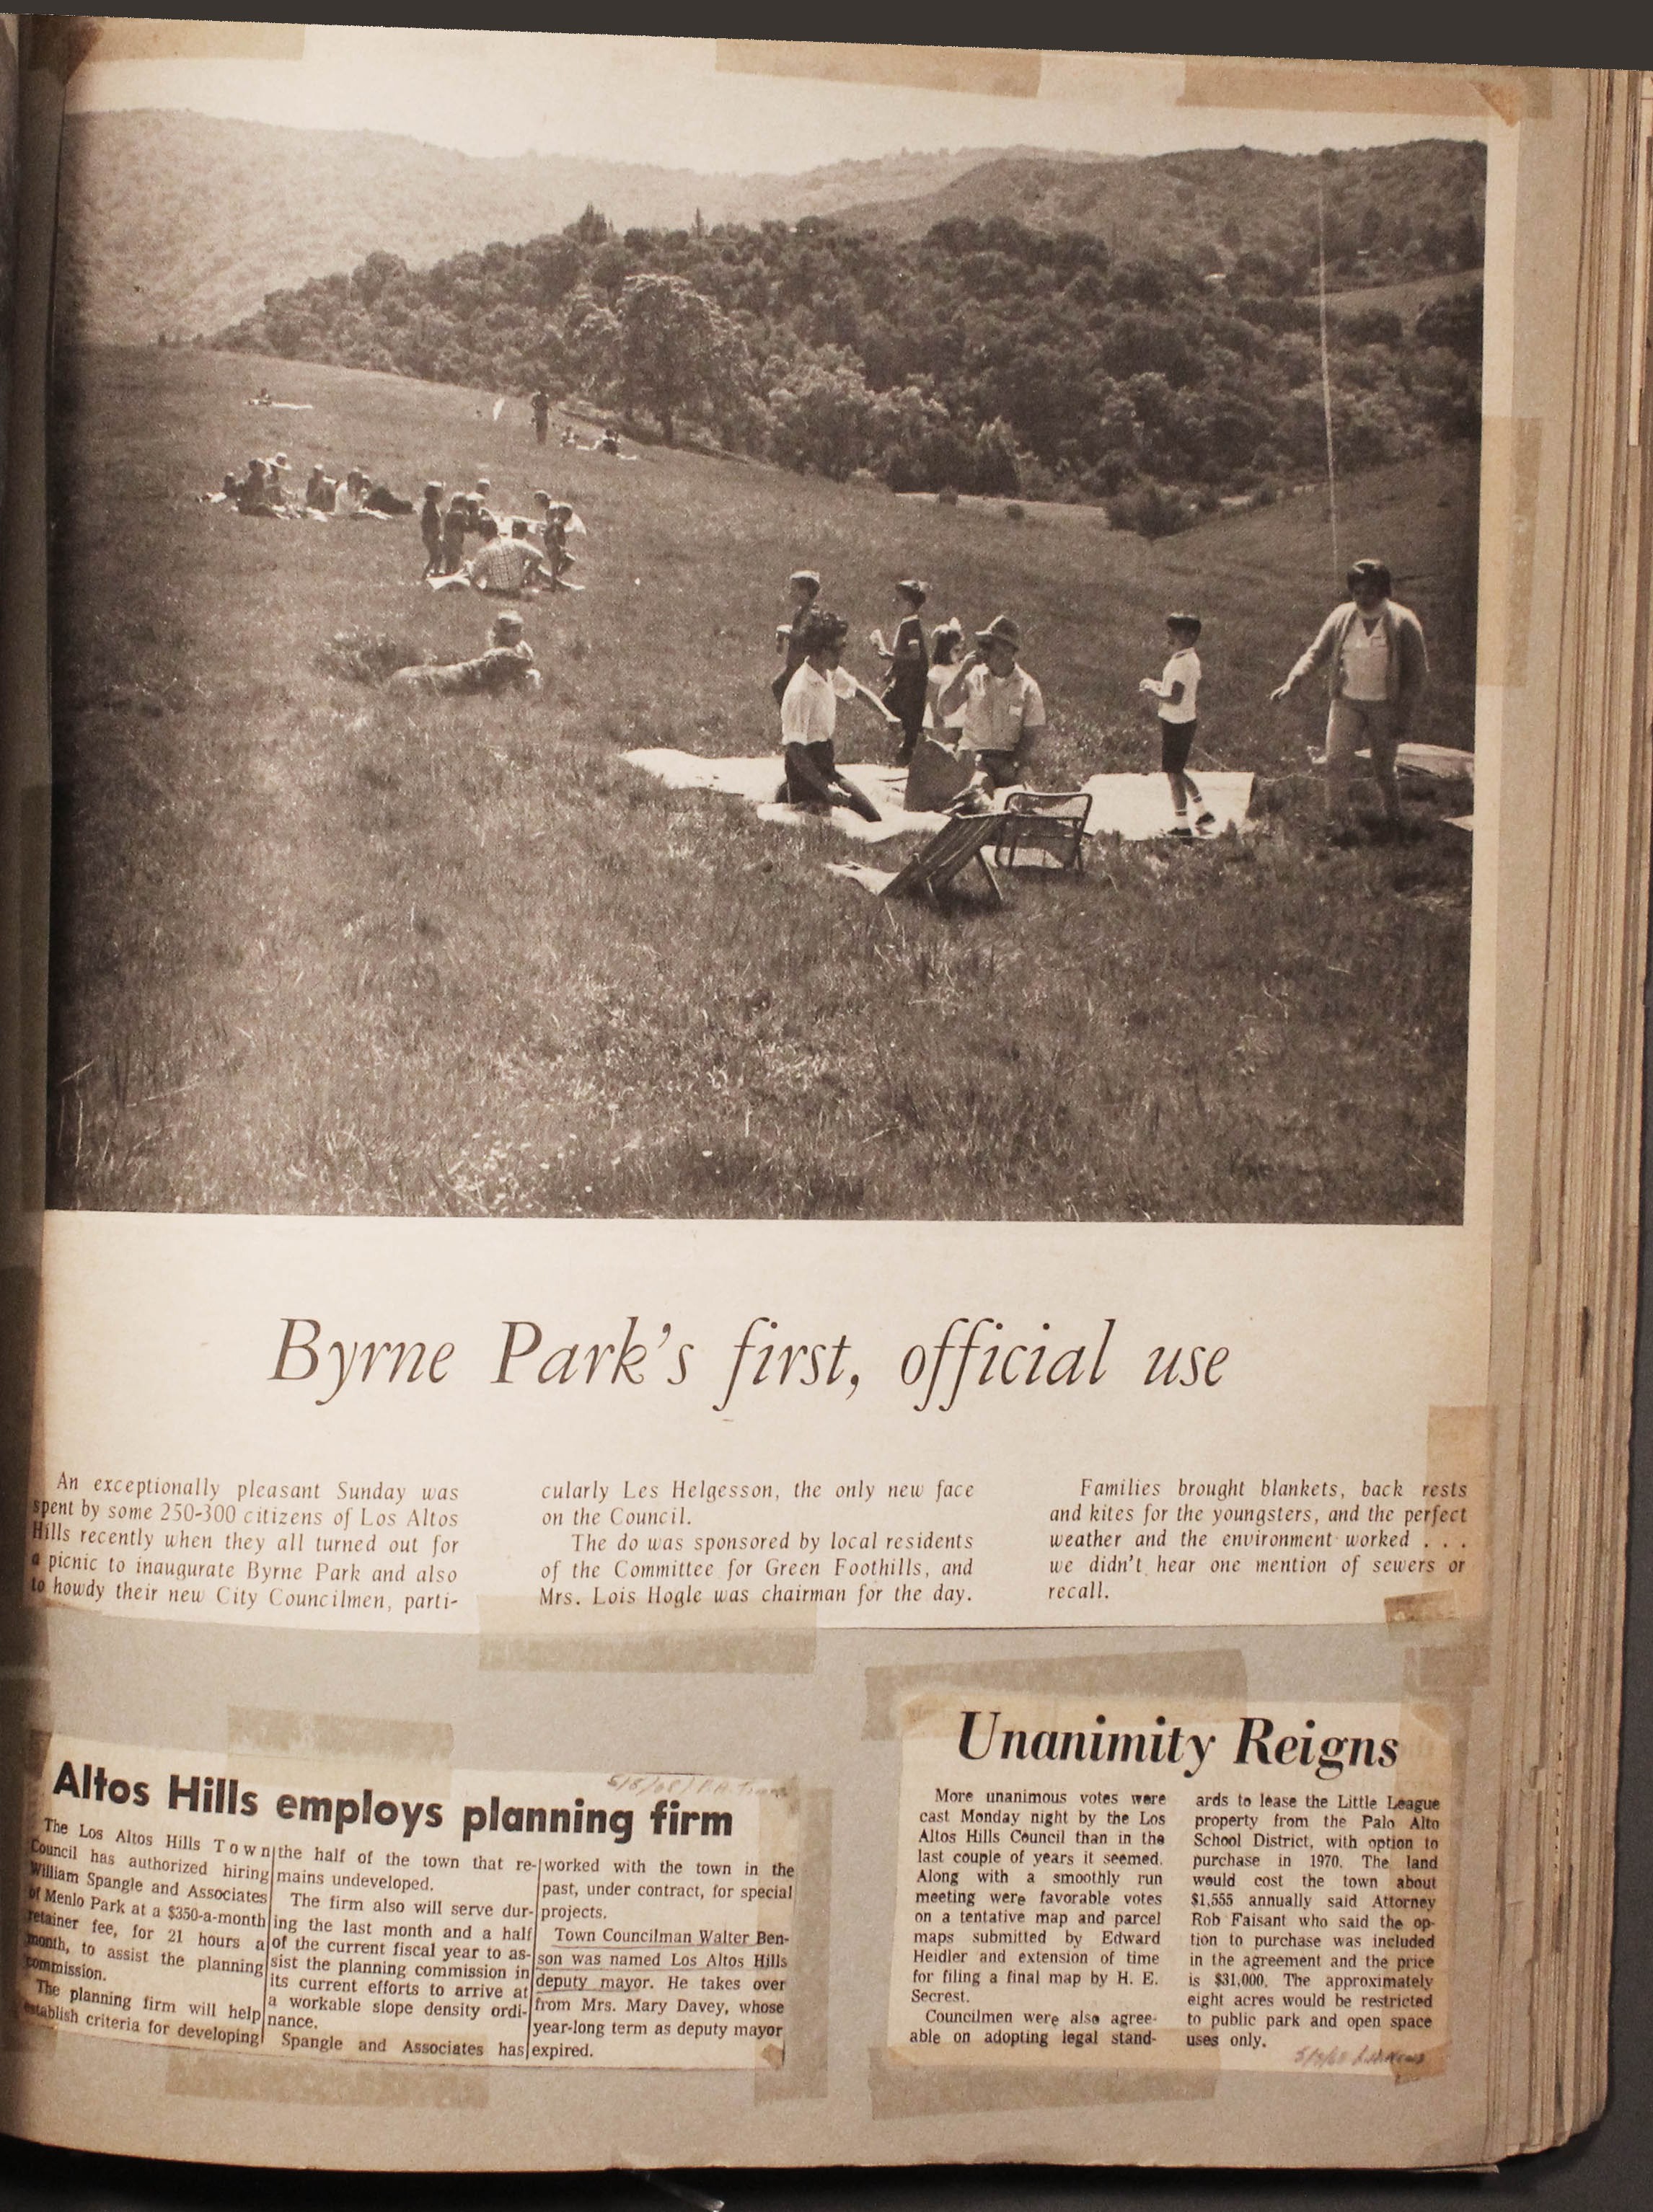 Byrne Park's first, official use
An exceptionally pleasant Sunday was
spent by some 250-300 citizens of Los Altos
Hills recently when they all turned out for
a picnic to inaugurate Byrne Park and also
to howdy their new City Councilmen, parti-
cularly Les Helgesson, the only new face
on the Council.
The do was sponsored by local residents
of the Committee for Green Foothills, and
Mrs. Lois Hogle was chairman for the day.
Families brought blankets, back rests
and kites for the youngsters, and the perfect
weather and the environment worked . . .
we didn't hear one mention of sewers or
recall.
Altos Hills employs planning firm
The Los Altos Hills Town
Council has authorized hiring
William Spangle and Associates
of Menlo Park at a $350-a-month
retainer fee, for 21 hours a
month, to assist the planning
commission.
The planning firm will help
establish criteria for developing
the half of the town that re-
mains undeveloped.
The firm also will serve dur-
ing the last month and a half
of the current fiscal year to as-
sist the planning commission in
its current efforts to arrive at
a workable slope density ordi-
nance.
Spangle and Associates has
worked with the town in the
past, under contract, for special
projects.
Town Councilman Walter Ben-
son was named Los Altos Hills
deputy mayor. He takes over
from Mrs. Mary Davey, whose
year-long term as deputy mayor
expired.
Unanimity Reigns
More unanimous votes were
cast Monday night by the Los
Altos Hills Council than in the
last couple of years it seemed.
Along with a smoothly run
meeting were favorable votes
on a tentative map and parcel
maps submitted by Edward
Heidler and extension of time
for filing a final map by H. E.
Secrest.
Councilmen were also agree-
able on adopting legal stand-
ards to lease the Little League
property from the Palo Alto
School District, with option to
purchase in 1970. The land
would cost the town about
$1,555 annually said Attorney
Rob Faisant who said the op-
tion to purchase was included
in the agreement and the price
is $31,000. The approximately
eight acres would be restricted
to public park and open space
uses only.